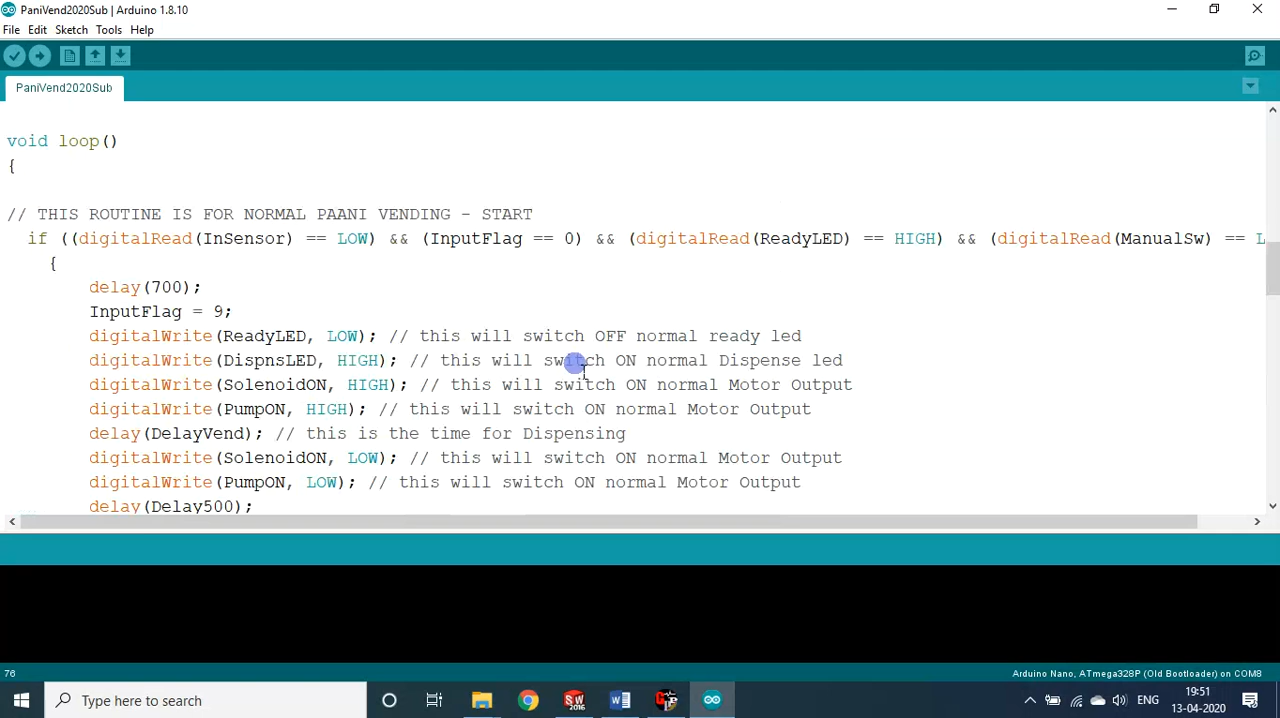 PaniVend2020Sub | Arduino 1.8.10
File Edit Sketch Tools Help
PaniVend2020Sub
void loop()
{
// THIS ROUTINE IS FOR NORMAL PAANI VENDING - START
if ((digitalRead(InSensor) == LOW) && (InputFlag == 0) && (digitalRead(ReadyLED) == HIGH) && (digitalRead(ManualSw) == L
{
delay(700);
InputFlag = 9;
digitalWrite(ReadyLED, LOW); // this will switch OFF normal ready led
digitalWrite(DispnsLED, HIGH); // this will switch ON normal Dispense led
digitalWrite(SolenoidON, HIGH); // this will switch ON normal Motor Output
digitalWrite(PumpON, HIGH); // this will switch ON normal Motor Output
delay(DelayVend); // this is the time for Dispensing
digitalWrite(SolenoidON, LOW); // this will switch ON normal Motor Output
digitalWrite(PumpON, LOW); // this will switch ON normal Motor Output
delay(Delay500);
76
Arduino Nano, ATmega328P (Old Bootloader) on COM8
Type here to search
SW
2016
W
ENG
19:51
13-04-2020